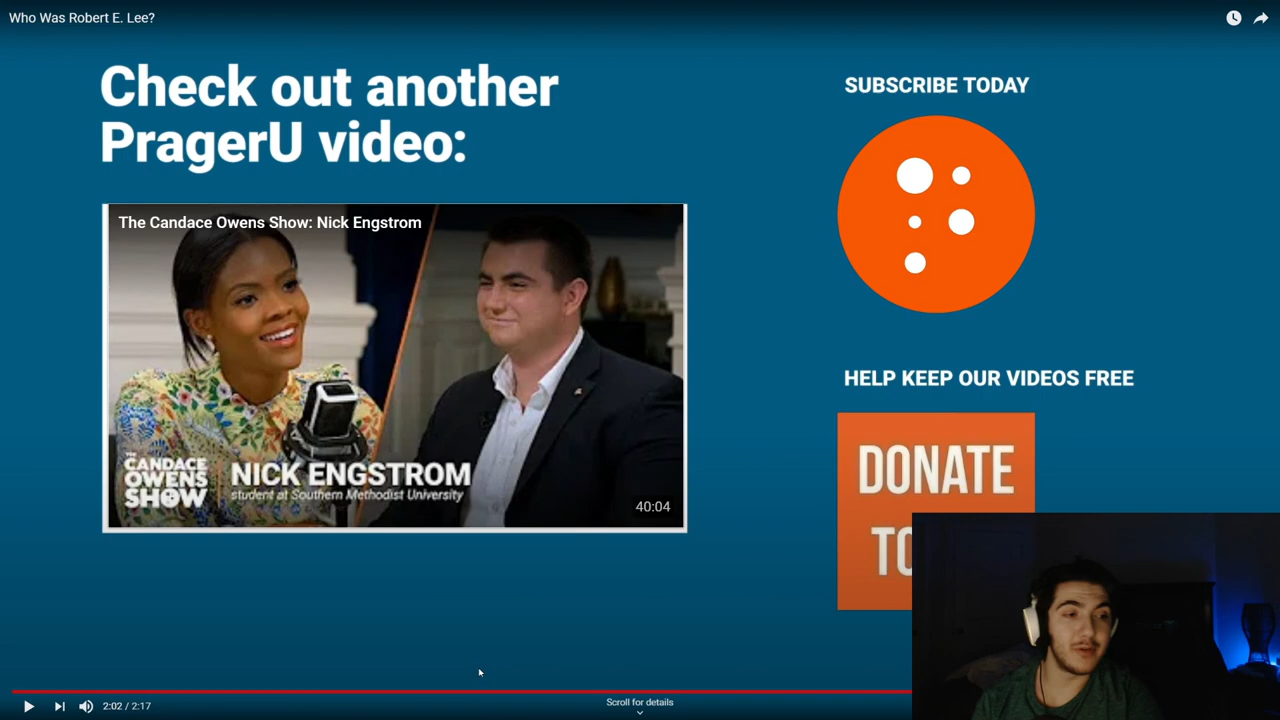 Who Was Robert E. Lee?
Check out another
PragerU video:
SUBSCRIBE TODAY
The Candace Owens Show: Nick Engstrom
THE
CANDACE
OWENS
SHOW
NICK ENGSTROM
student at Southern Methodist University
40:04
HELP KEEP OUR VIDEOS FREE
DONATE
TO
2:02 / 2:17
Scroll for details